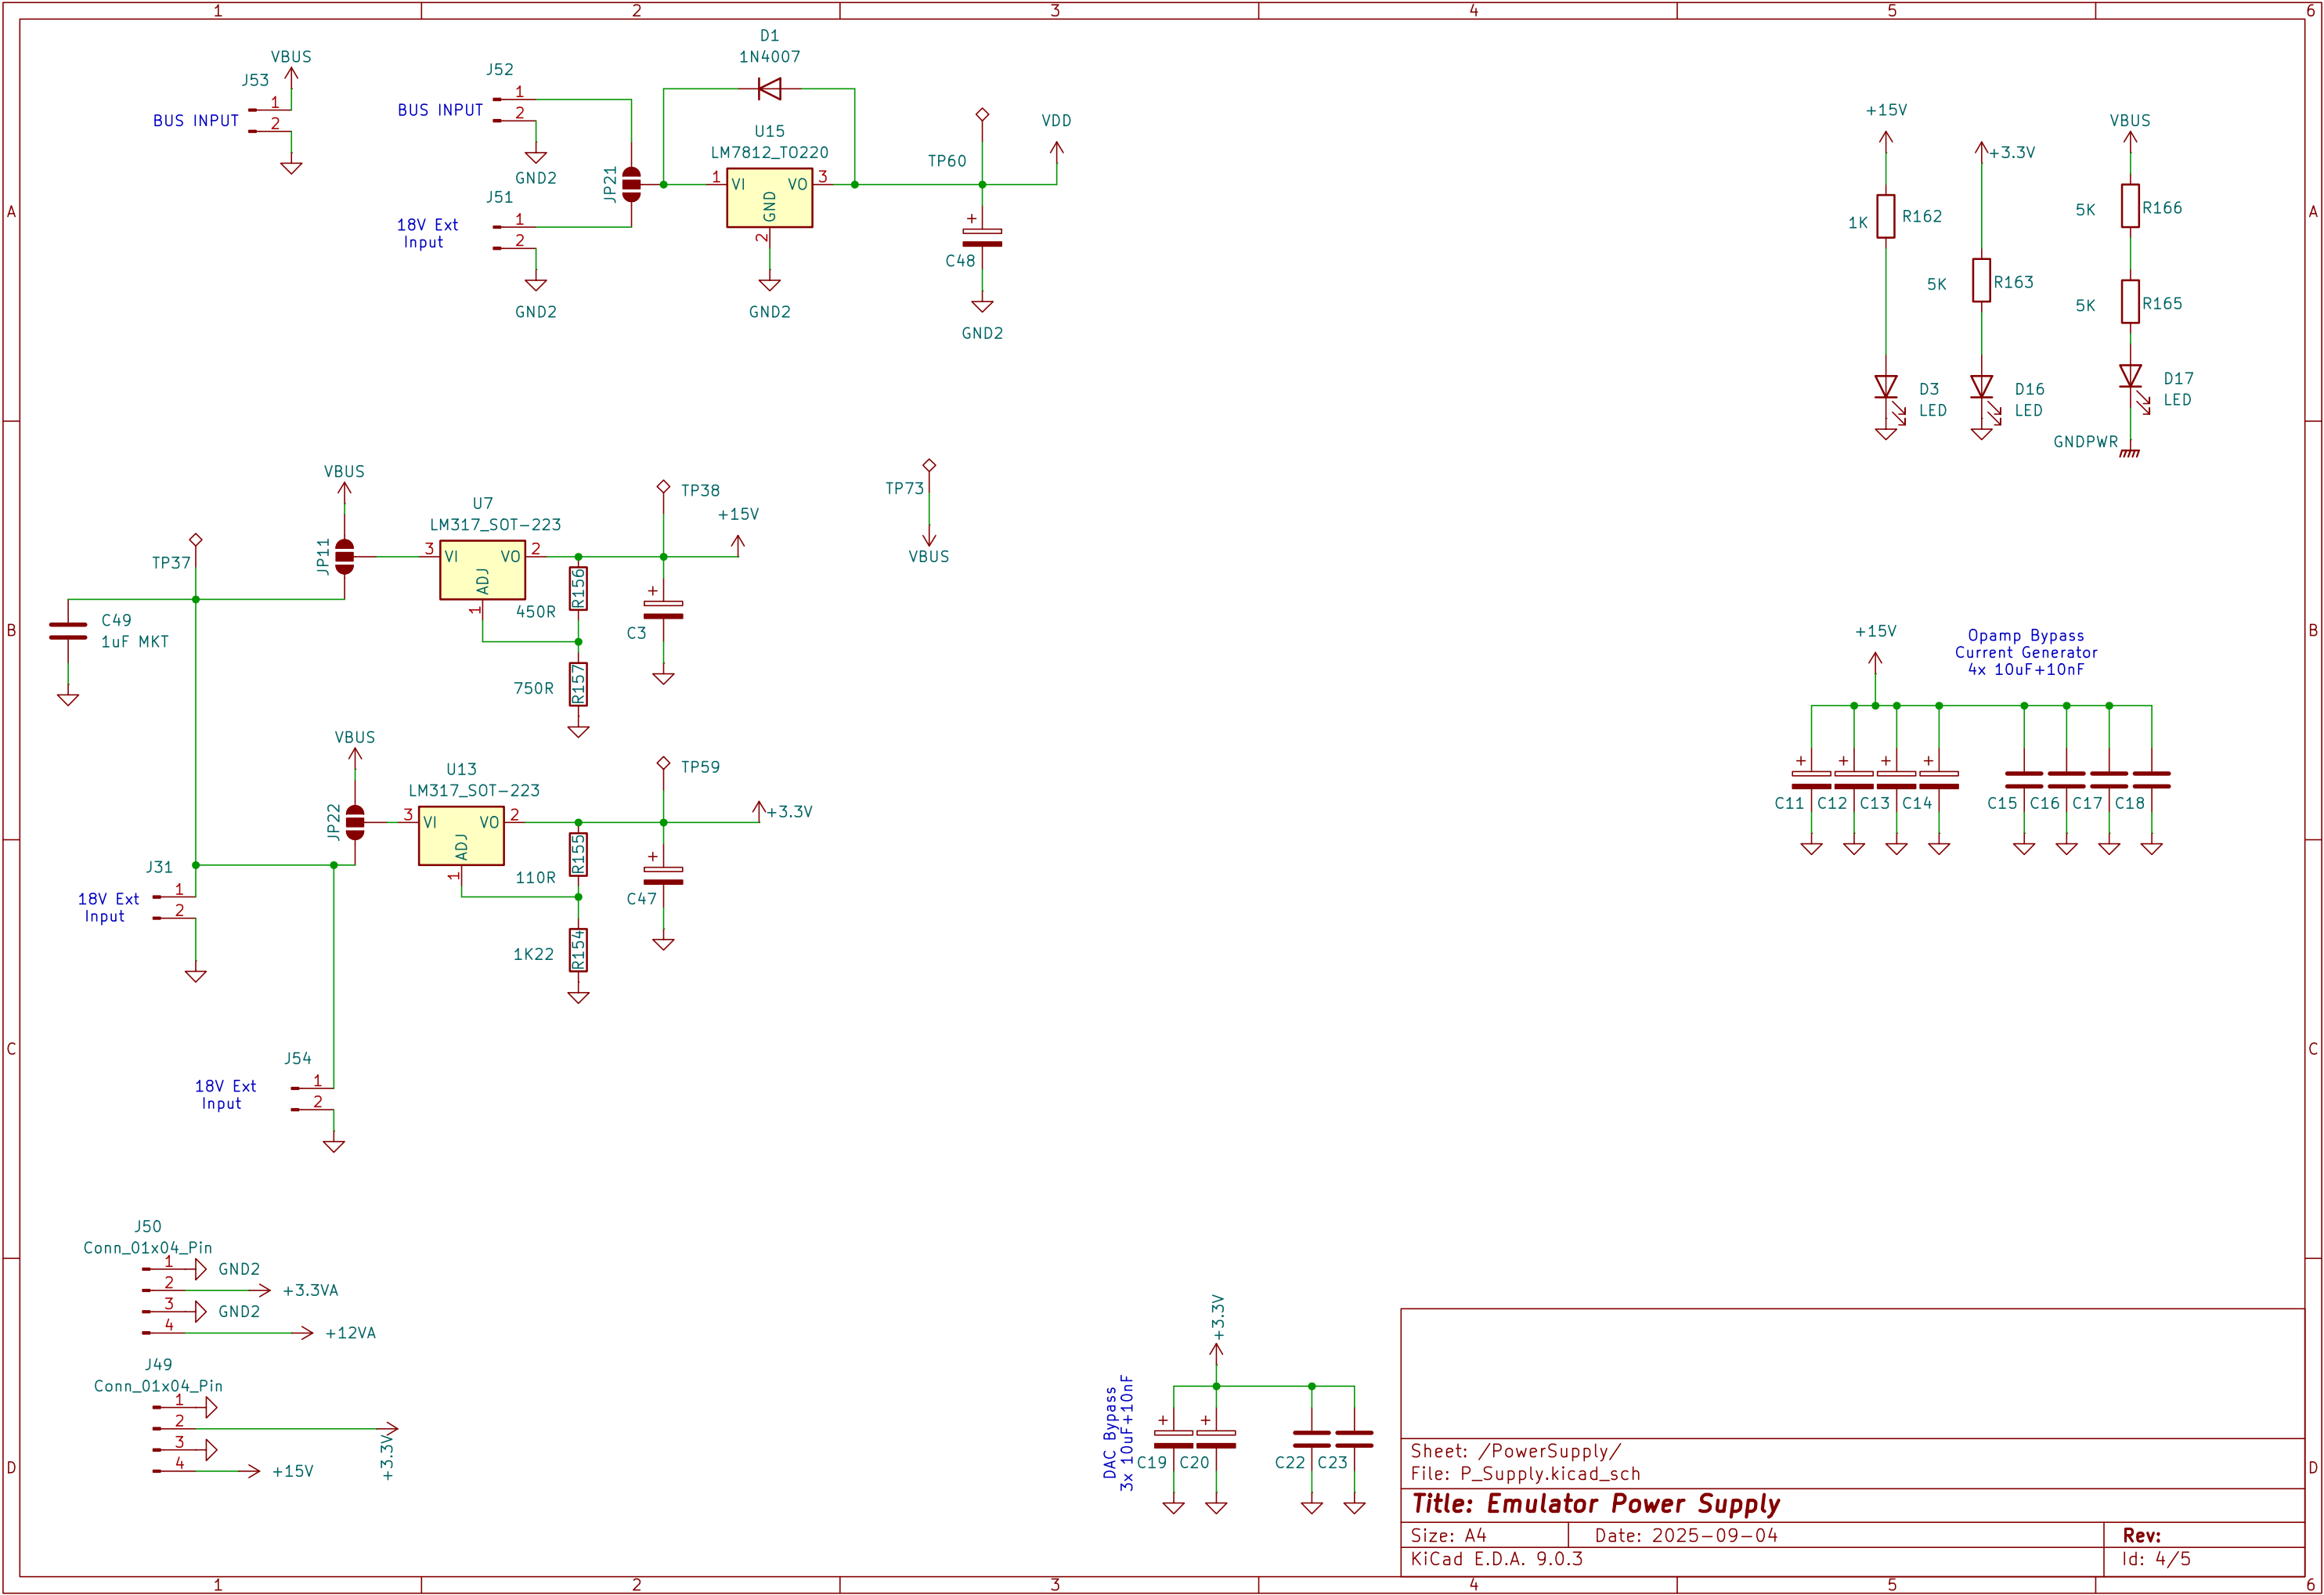 1 2 3 4 5 6
A
B
C
D
A
B
C
D
J53
VBUS
1
2
BUS INPUT
J52
BUS INPUT
1
2
GND2
J51
18V Ext
Input
1
2
GND2
JP21
D1
1N4007
U15
LM7812_TO220
1
VI
VO
3
GND
2
GND2
TP60
VDD
+
C48
GND2
+15V
1K
R162
D3
LED
+3.3V
5K
R163
D16
LED
VBUS
5K
R166
5K
R165
D17
LED
GNDPWR
VBUS
JP11
TP37
C49
1uF MKT
U7
LM317_SOT-223
3
VI
VO
2
ADJ
1
450R
R156
750R
R157
TP38
+15V
+
C3
TP73
VBUS
VBUS
JP22
U13
LM317_SOT-223
3
VI
VO
2
ADJ
1
110R
R155
1K22
R154
TP59
+3.3V
+
C47
J31
18V Ext
Input
1
2
J54
18V Ext
Input
1
2
+15V
Opamp Bypass
Current Generator
4x 10uF+10nF
+ + + +
C11 C12 C13 C14 C15 C16 C17 C18
J50
Conn_01x04_Pin
1 GND2
2 +3.3VA
3 GND2
4 +12VA
J49
Conn_01x04_Pin
1
2 +3.3V
3
4 +15V
+3.3V
DAC Bypass
3x 10uF+10nF
+ +
C19 C20 C22 C23
Sheet: /PowerSupply/
File: P_Supply.kicad_sch
Title: Emulator Power Supply
Size: A4 Date: 2025-09-04 Rev:
KiCad E.D.A. 9.0.3 Id: 4/5
1 2 3 4 5 6